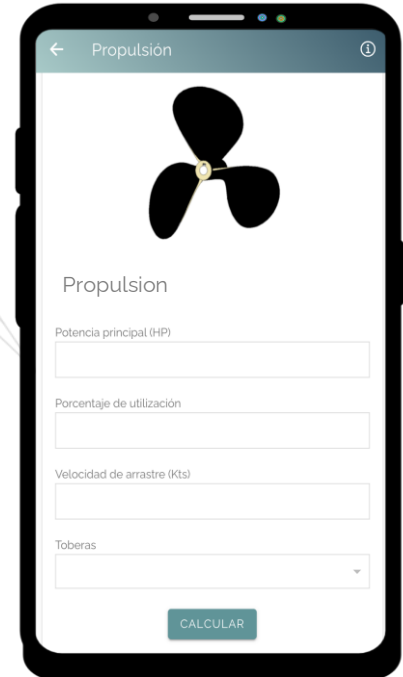 Propulsión
Propulsion
Potencia principal (HP)
Porcentaje de utilización
Velocidad de arrastre (Kts)
Toberas
CALCULAR